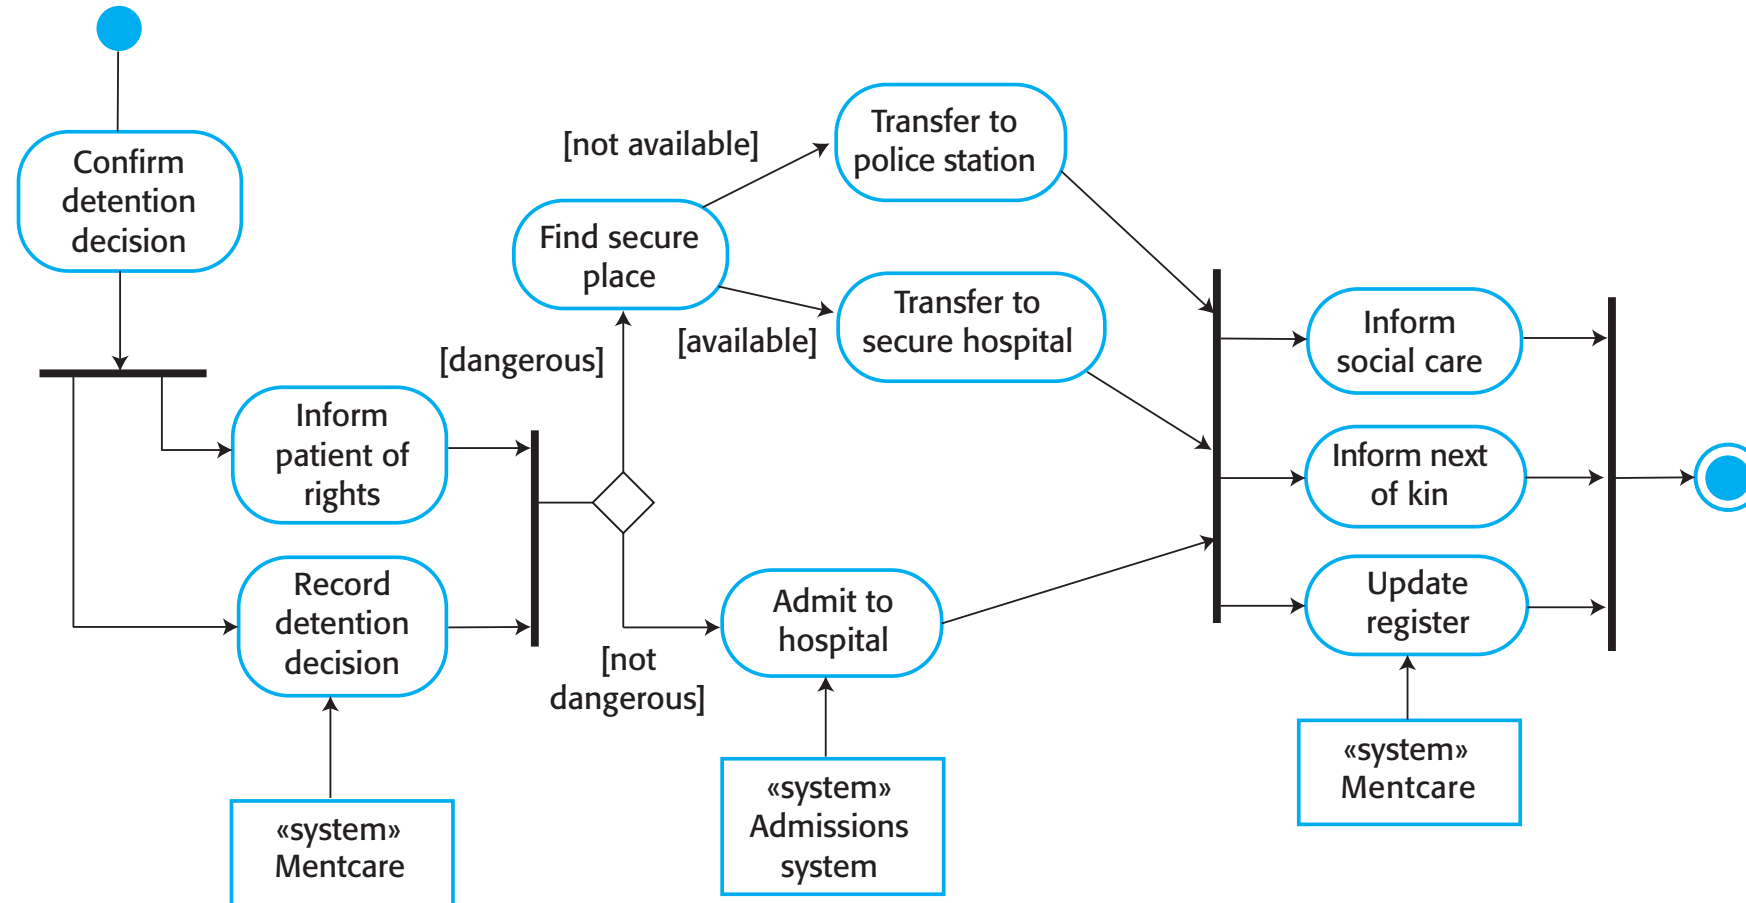 Confirm
detention
decision
Inform
patient of
rights
Record
detention
decision
«system»
Mentcare
[dangerous]
[not
dangerous]
Find secure
place
[not available]
[available]
Transfer to
police station
Transfer to
secure hospital
Admit to
hospital
«system»
Admissions
system
Inform
social care
Inform next
of kin
Update
register
«system»
Mentcare